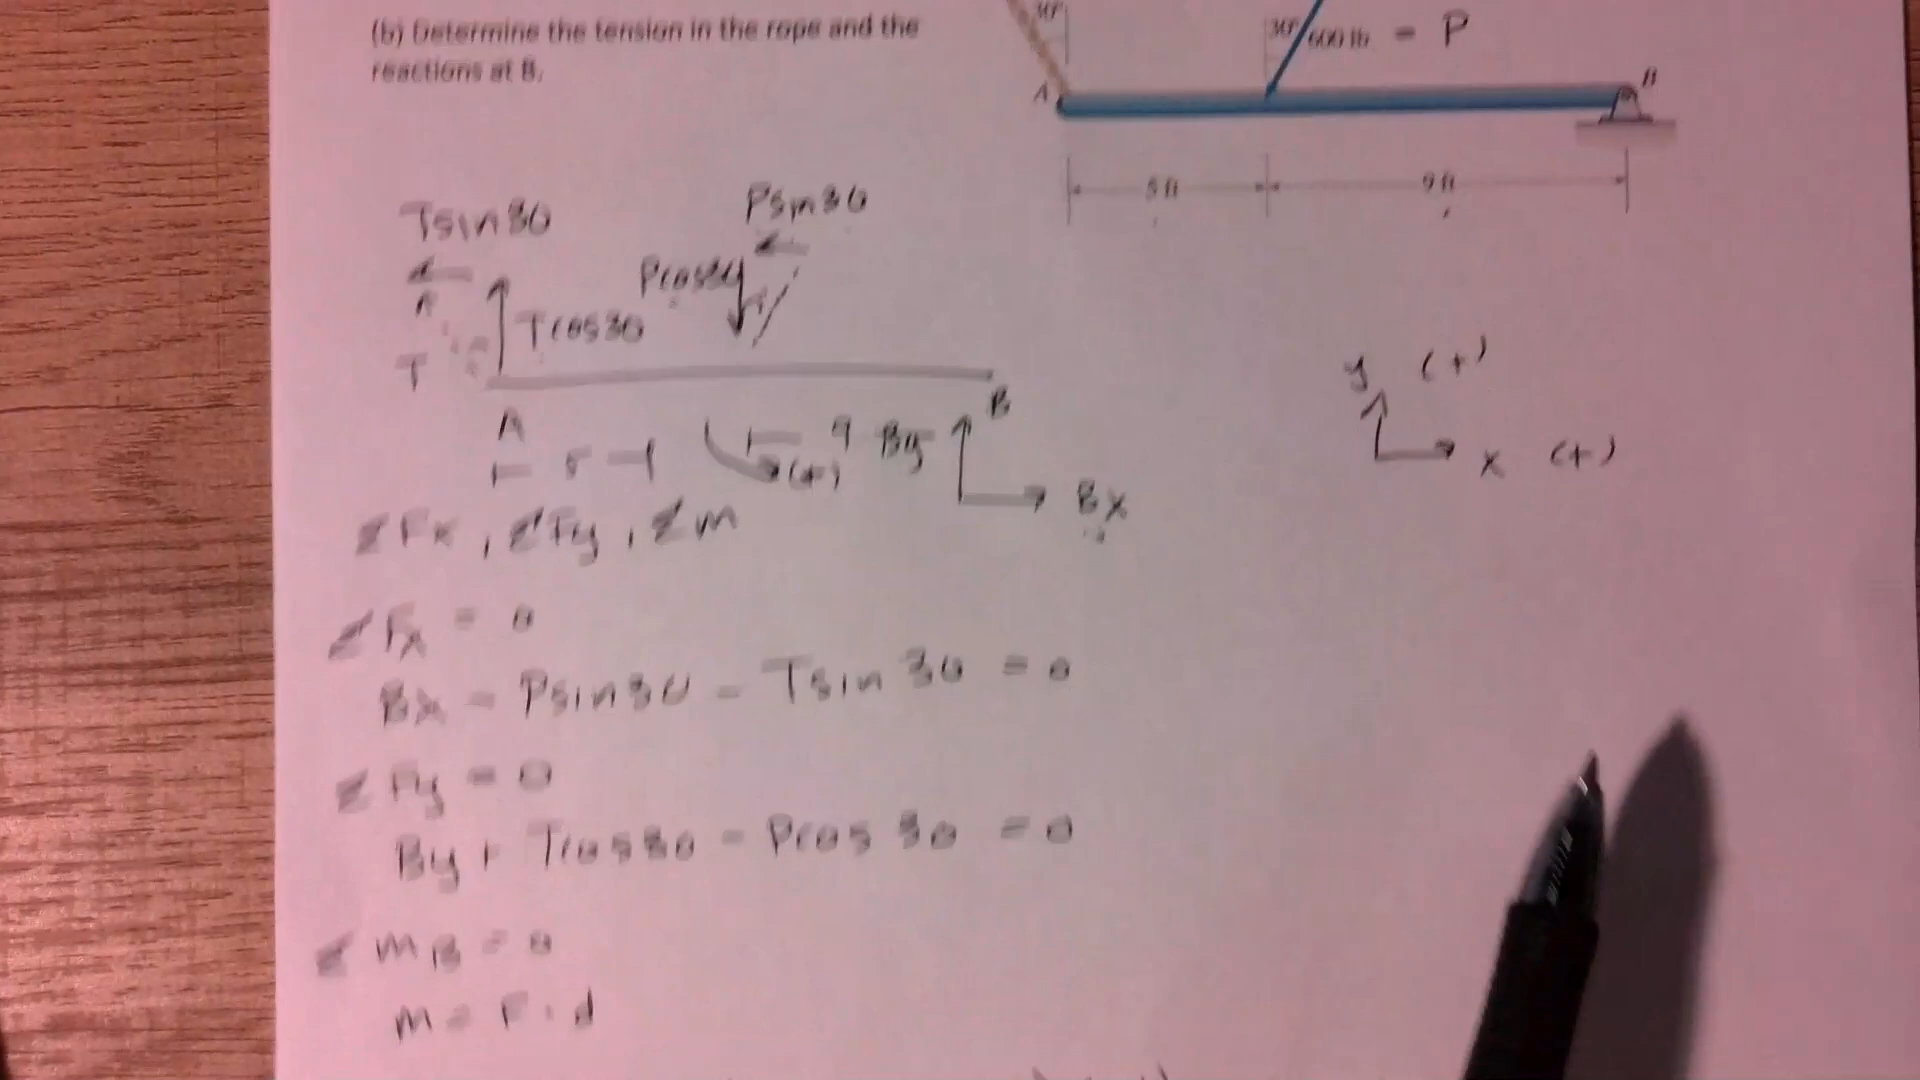 (b) Determine the tension in the rope and the
reactions at B.
30°
30°
600 lb = P
A
B
5 ft
9 ft
Tsin30
Psin30
Pcos30
Tcos30
T
A
B
5
9
(+)
By
Bx
y (+)
x (+)
ΣFx, ΣFy, Σm
ΣFx = 0
Bx - Psin30 - Tsin30 = 0
ΣFy = 0
By + Tcos30 - Pcos30 = 0
ΣmB = 0
m = F · d